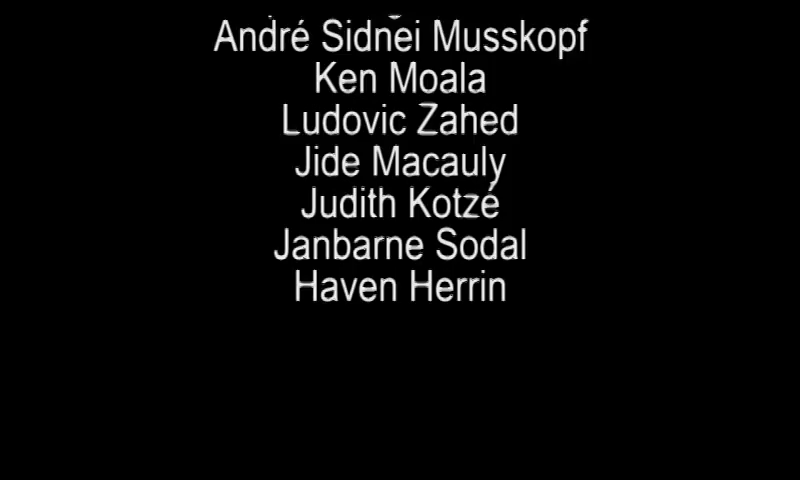 André Sidnei Musskopf
Ken Moala
Ludovic Zahed
Jide Macauly
Judith Kotzé
Janbarne Sodal
Haven Herrin